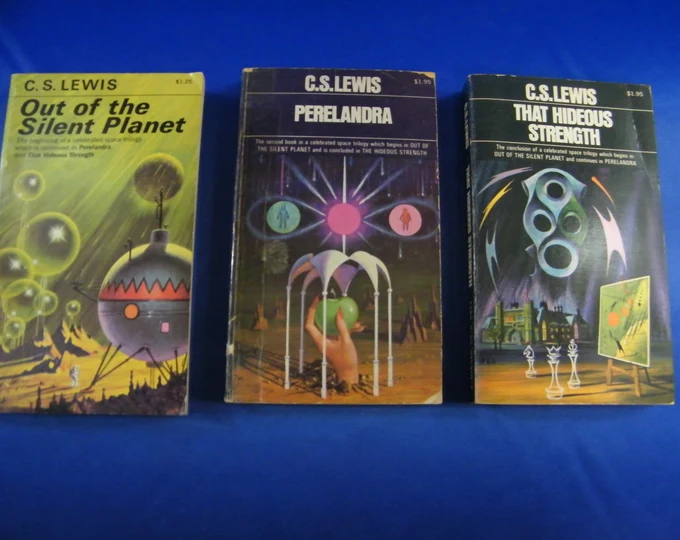 C. S. LEWIS $1.25
Out of the
Silent Planet
The beginning of a celebrated space trilogy
which is continued in Perelandra
and That Hideous Strength
C.S. LEWIS $1.95
PERELANDRA
The second book in a celebrated space trilogy which begins in OUT OF
THE SILENT PLANET and is concluded in THE HIDEOUS STRENGTH
C.S. LEWIS $1.95
THAT HIDEOUS
STRENGTH
The conclusion of a celebrated space trilogy which begins in
OUT OF THE SILENT PLANET and continues in PERELANDRA